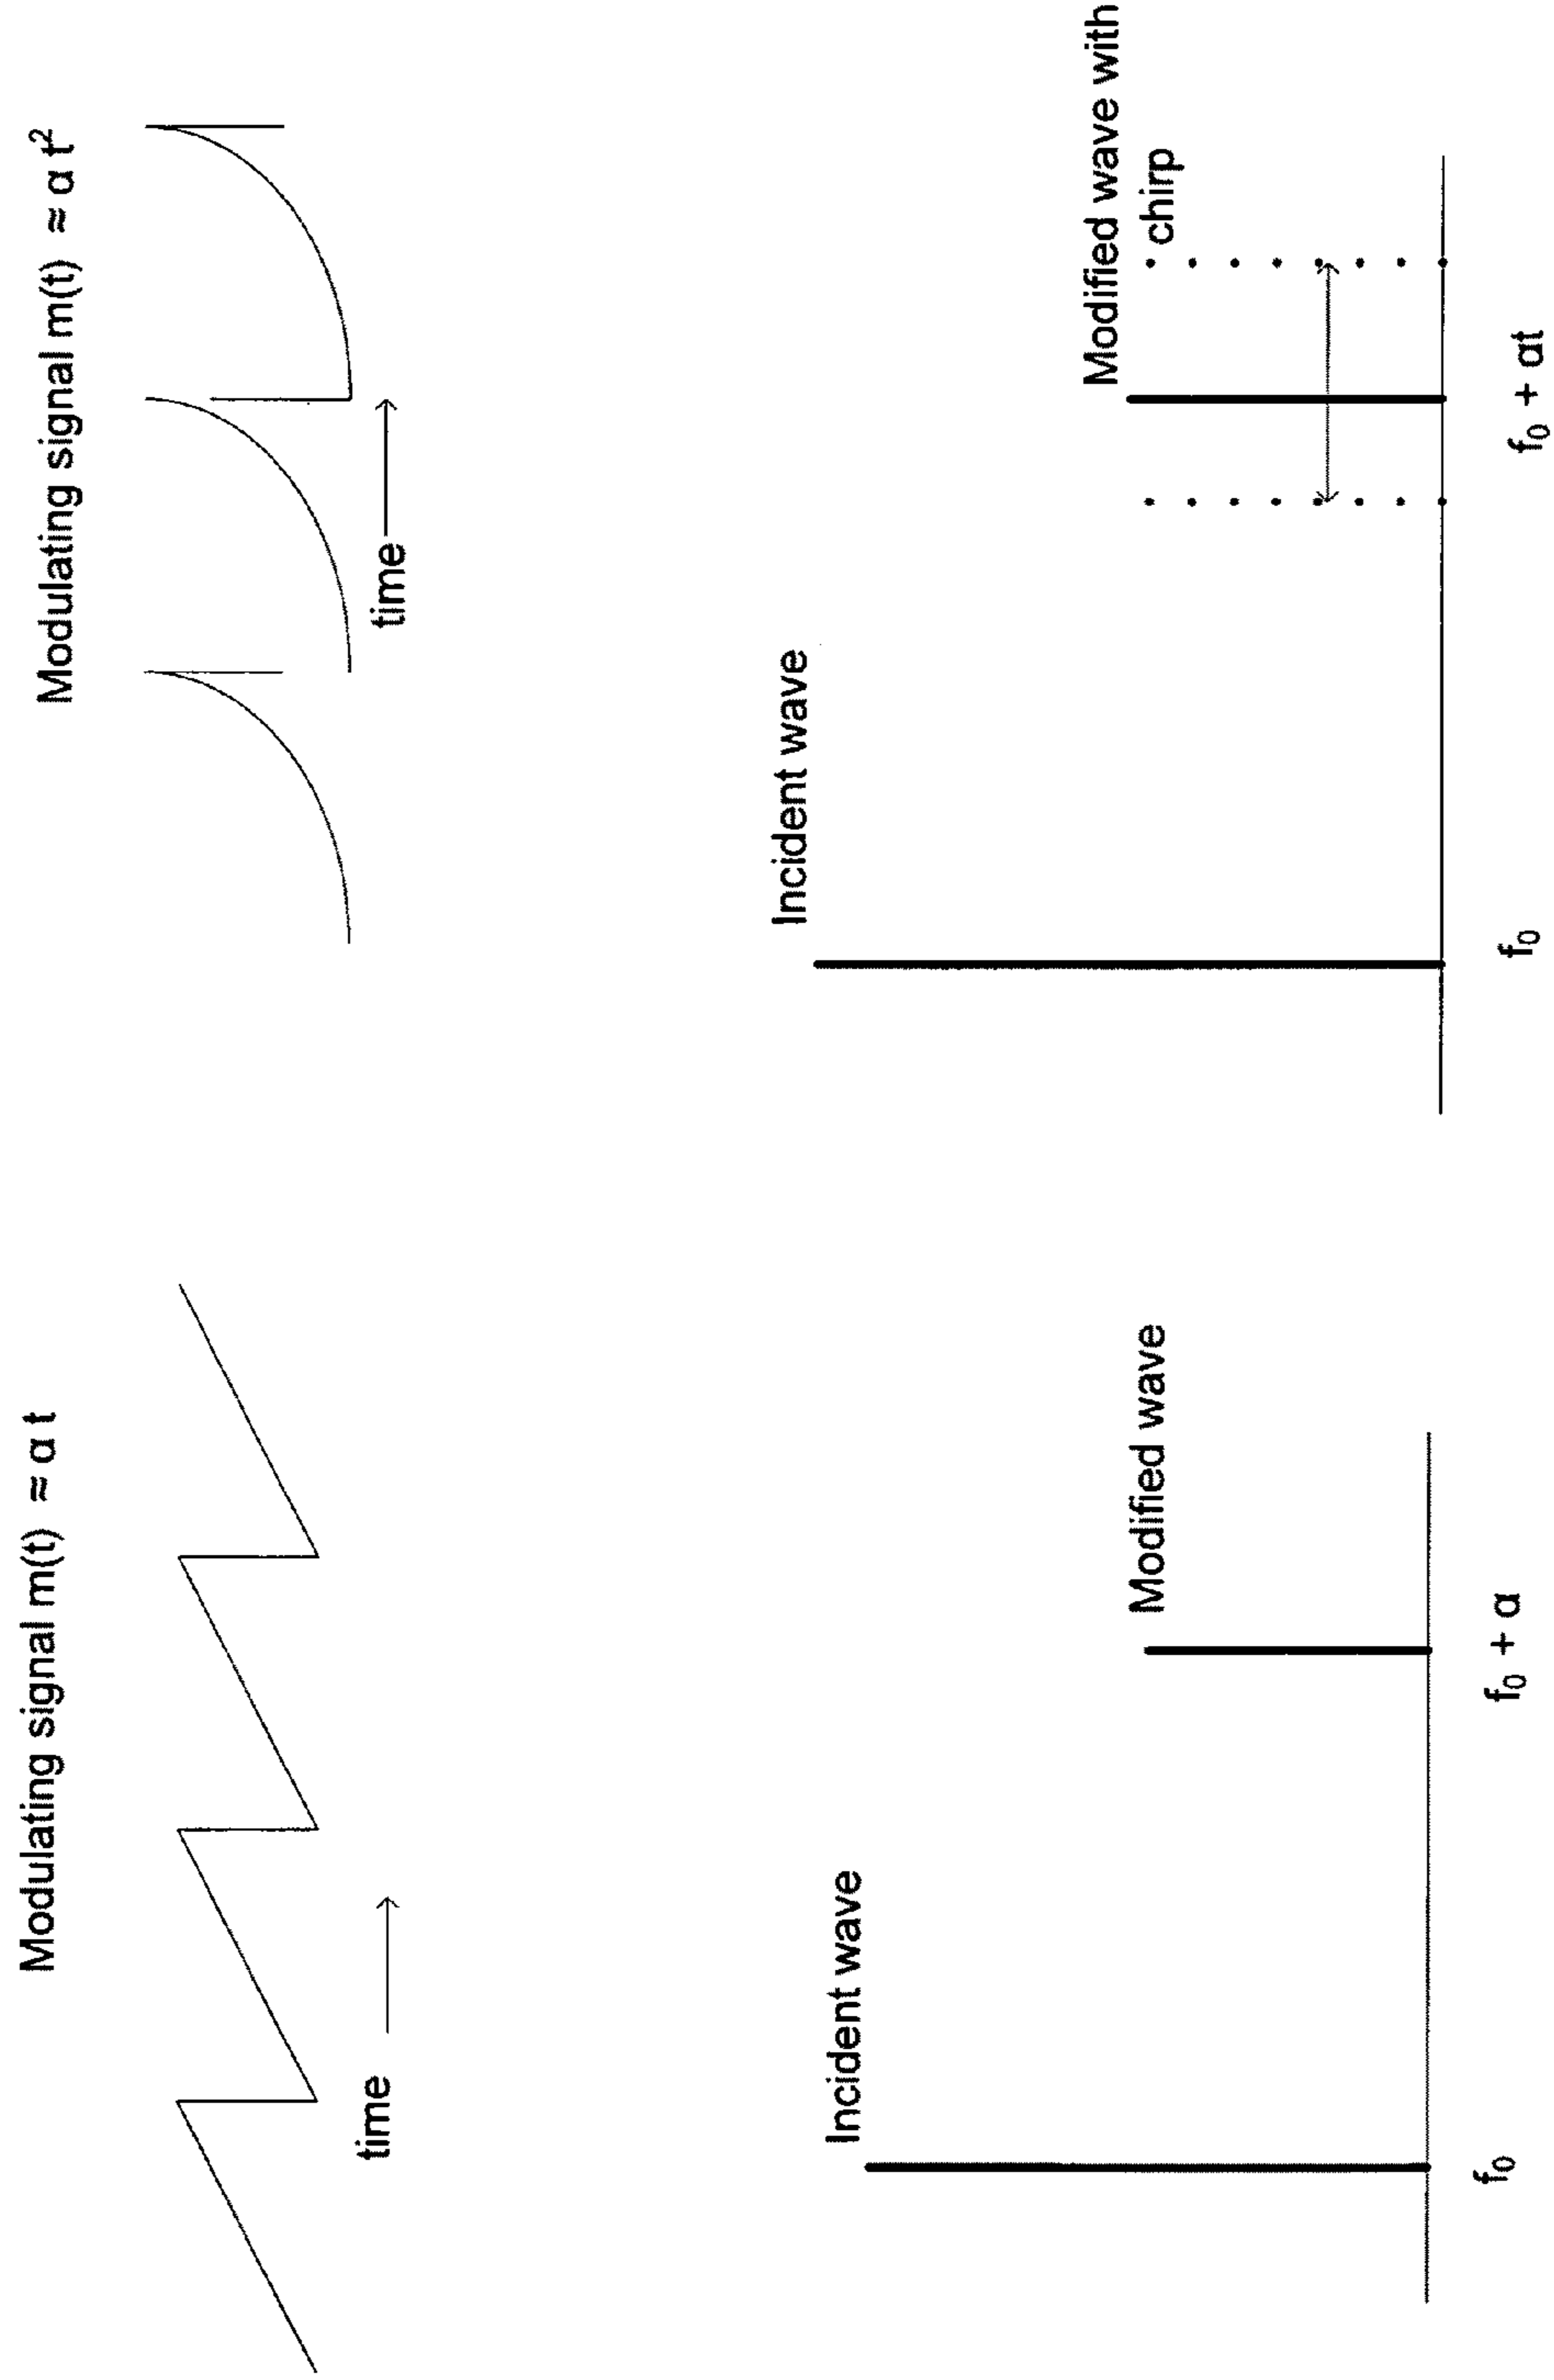 Modulating signal m(t) ≈ α t
time
Incident wave
Modified wave
f₀
f₀ + α
Modulating signal m(t) ≈ α t²
time
Incident wave
Modified wave with
chirp
f₀
f₀ + αt